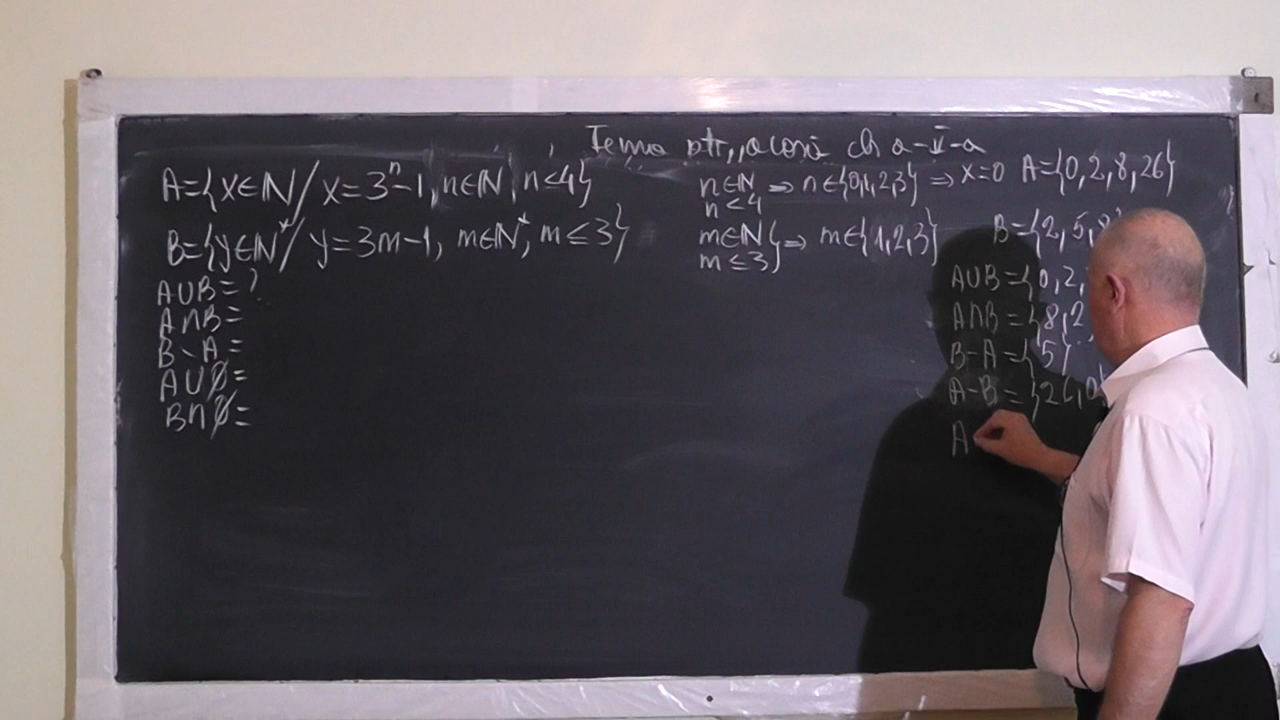 Tema ptr „acasă cls a-V-a
A={x∈ℕ/ x=3ⁿ-1, n∈ℕ, n≤4}
B={y∈ℕ*/ y=3m-1, m∈ℕ*, m≤3}
A∪B=?
A∩B=
B\A=
A∪∅=
B∩∅=
n∈ℕ ⇒ n∈{0,1,2,3} ⇒ x=0 A={0,2,8,26}
n<4
m∈ℕ} ⇒ m∈{1,2,3} B={2,5,8
m≤3
A∪B={0,2,
A∩B={8,2
B-A={5}
A-B={26,0}
A